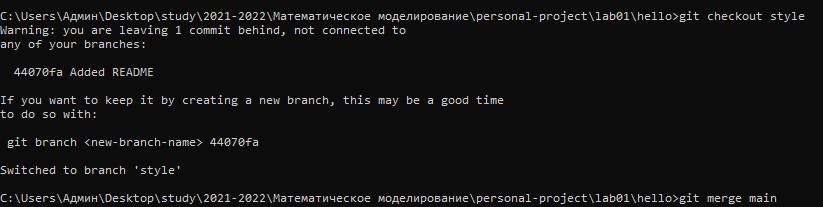 C:\Users\Админ\Desktop\study\2021-2022\Математическое моделирование\personal-project\lab01\hello>git checkout style
Warning: you are leaving 1 commit behind, not connected to
any of your branches:
44070fa Added README
If you want to keep it by creating a new branch, this may be a good time
to do so with:
git branch <new-branch-name> 44070fa
Switched to branch 'style'
C:\Users\Админ\Desktop\study\2021-2022\Математическое моделирование\personal-project\lab01\hello>git merge main